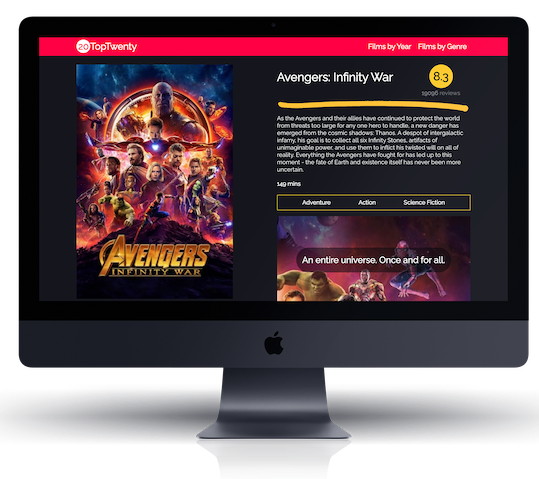 20 TopTwenty
Films by Year Films by Genre
Avengers: Infinity War
8.3
19096 reviews
As the Avengers and their allies have continued to protect the world
from threats too large for any one hero to handle, a new danger has
emerged from the cosmic shadows: Thanos. A despot of intergalactic
infamy, his goal is to collect all six Infinity Stones, artifacts of
unimaginable power, and use them to inflict his twisted will on all of
reality. Everything the Avengers have fought for has led up to this
moment - the fate of Earth and existence itself has never been more
uncertain.
149 mins
Adventure Action Science Fiction
An entire universe. Once and for all.
AVENGERS
INFINITY WAR